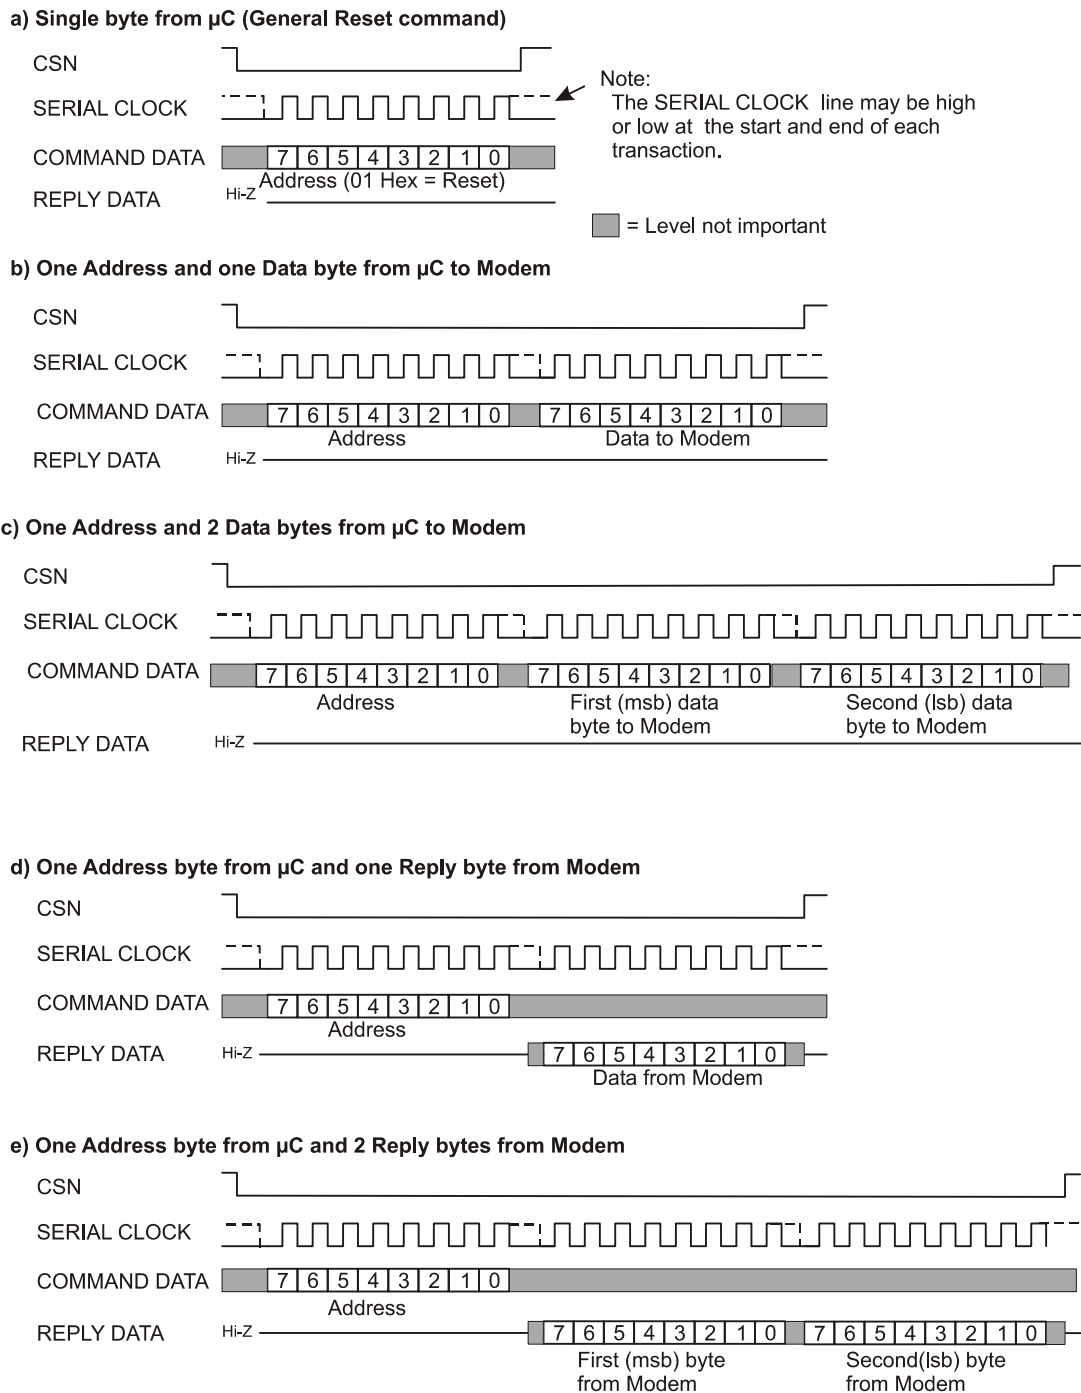 a) Single byte from µC (General Reset command)
CSN
SERIAL CLOCK
Note:
The SERIAL CLOCK line may be high
or low at the start and end of each
transaction.
COMMAND DATA 7 6 5 4 3 2 1 0
Address (01 Hex = Reset)
REPLY DATA Hi-Z
= Level not important
b) One Address and one Data byte from µC to Modem
CSN
SERIAL CLOCK
COMMAND DATA 7 6 5 4 3 2 1 0 7 6 5 4 3 2 1 0
Address Data to Modem
REPLY DATA Hi-Z
c) One Address and 2 Data bytes from µC to Modem
CSN
SERIAL CLOCK
COMMAND DATA 7 6 5 4 3 2 1 0 7 6 5 4 3 2 1 0 7 6 5 4 3 2 1 0
Address First (msb) data Second (lsb) data
byte to Modem byte to Modem
REPLY DATA Hi-Z
d) One Address byte from µC and one Reply byte from Modem
CSN
SERIAL CLOCK
COMMAND DATA 7 6 5 4 3 2 1 0
Address
REPLY DATA Hi-Z 7 6 5 4 3 2 1 0
Data from Modem
e) One Address byte from µC and 2 Reply bytes from Modem
CSN
SERIAL CLOCK
COMMAND DATA 7 6 5 4 3 2 1 0
Address
REPLY DATA Hi-Z 7 6 5 4 3 2 1 0 7 6 5 4 3 2 1 0
First (msb) byte Second(lsb) byte
from Modem from Modem